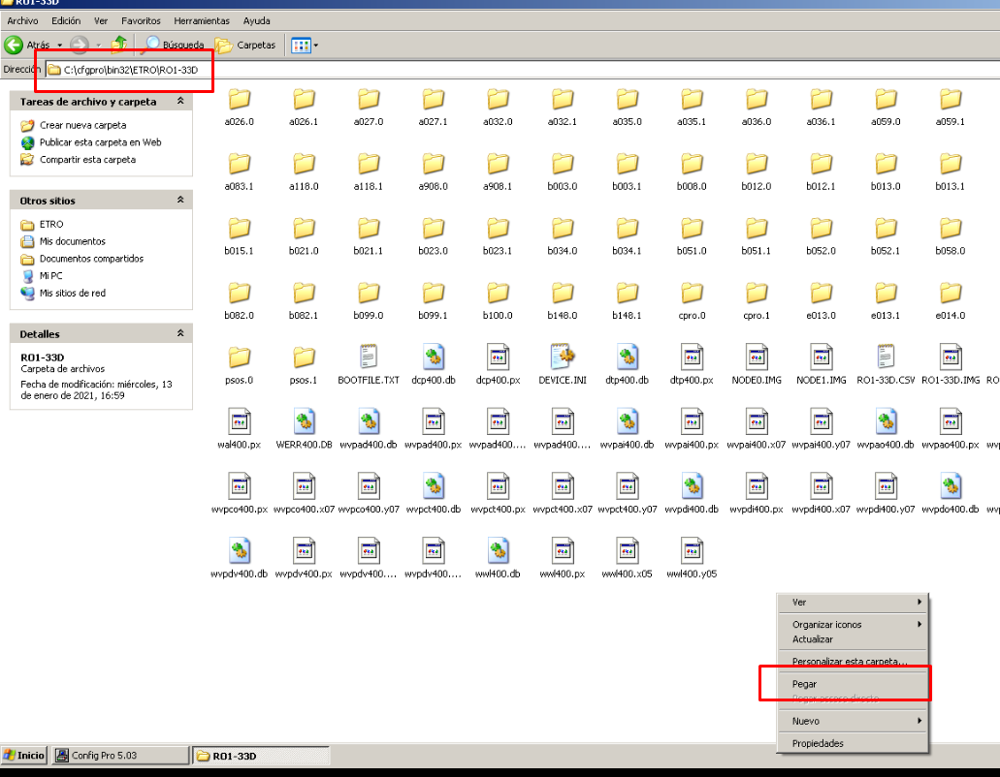 RO1-33D
Archivo Edición Ver Favoritos Herramientas Ayuda
Atrás Búsqueda Carpetas
Dirección C:\cfgpro\bin32\ETRO\RO1-33D
Tareas de archivo y carpeta
Crear nueva carpeta
Publicar esta carpeta en Web
Compartir esta carpeta
Otros sitios
ETRO
Mis documentos
Documentos compartidos
Mi PC
Mis sitios de red
Detalles
RO1-33D
Carpeta de archivos
Fecha de modificación: miércoles, 13
de enero de 2021, 16:59
a026.0 a026.1 a027.0 a027.1 a032.0 a032.1 a035.0 a035.1 a036.0 a036.1 a059.0 a059.1
a083.1 a118.0 a118.1 a908.0 a908.1 b003.0 b003.1 b008.0 b012.0 b012.1 b013.0 b013.1
b015.1 b021.0 b021.1 b023.0 b023.1 b034.0 b034.1 b051.0 b051.1 b052.0 b052.1 b058.0
b082.0 b082.1 b099.0 b099.1 b100.0 b148.0 b148.1 cpro.0 cpro.1 e013.0 e013.1 e014.0
psos.0 psos.1 BOOTFILE.TXT dcp400.db dcp400.px DEVICE.INI dtp400.db dtp400.px NODE0.IMG NODE1.IMG RO1-33D.CSV RO1-33D.IMG RO
wal400.px WERR400.DB wvpad400.db wvpad400.px wvpad400.... wvpad400.... wvpai400.db wvpai400.px wvpai400.x07 wvpai400.y07 wvpao400.db wvpao400.px wvp
wvpco400.px wvpco400.x07 wvpco400.y07 wvpct400.db wvpct400.px wvpct400.x07 wvpct400.y07 wvpdi400.db wvpdi400.px wvpdi400.x07 wvpdi400.y07 wvpdo400.db wvp
wvpdv400.db wvpdv400.px wvpdv400.... wvpdv400.... wwl400.db wwl400.px wwl400.x05 wwl400.y05
Ver
Organizar iconos
Actualizar
Personalizar esta carpeta...
Pegar
Pegar acceso directo
Nuevo
Propiedades
Inicio Config Pro 5.03 RO1-33D